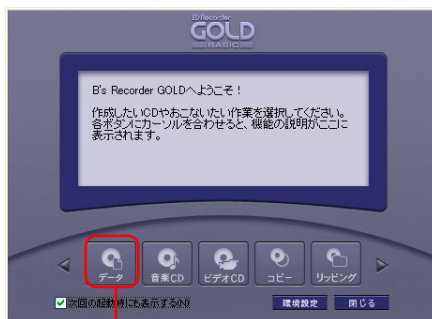 B's Recorder
GOLD
BASIC
B's Recorder GOLDへようこそ！
作成したいCDやおこないたい作業を選択してください。
各ボタンにカーソルを合わせると、機能の説明がここに
表示されます。
データ 音楽CD ビデオCD コピー リッピング
次回の起動時にも表示する(N) 環境設定 閉じる